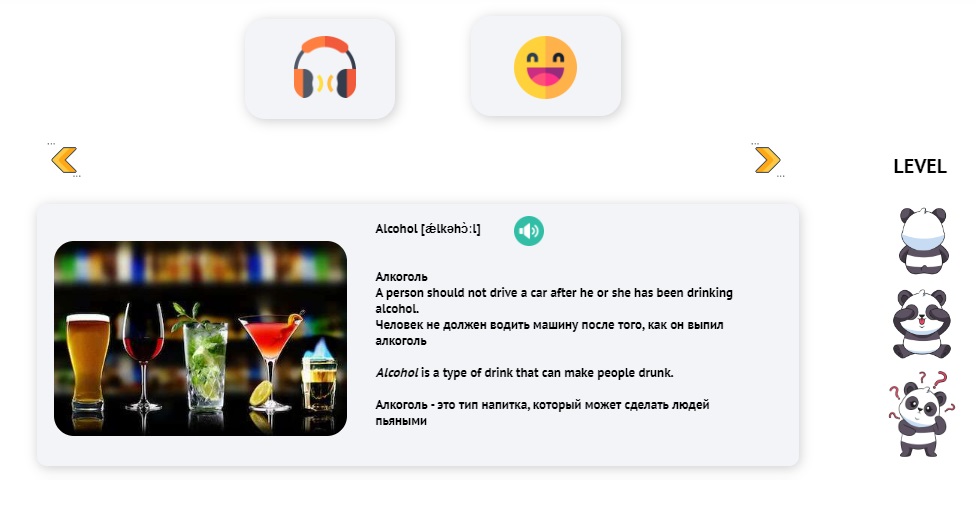 LEVEL
Alcohol [ǽlkəhɔ̀ːl]
Алкоголь
A person should not drive a car after he or she has been drinking
alcohol.
Человек не должен водить машину после того, как он выпил
алкоголь
Alcohol is a type of drink that can make people drunk.
Алкоголь - это тип напитка, который может сделать людей
пьяными